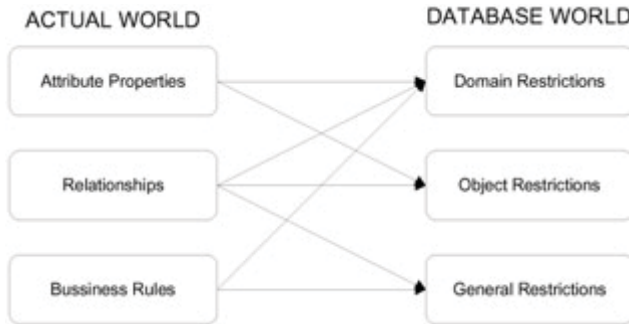 ACTUAL WORLD
DATABASE WORLD
Attribute Properties
Domain Restrictions
Relationships
Object Restrictions
Bussiness Rules
General Restrictions